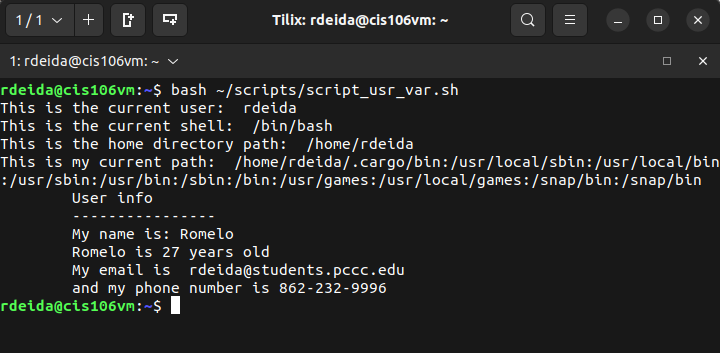 1 / 1
Tilix: rdeida@cis106vm: ~
1: rdeida@cis106vm: ~
rdeida@cis106vm:~$ bash ~/scripts/script_usr_var.sh
This is the current user:  rdeida
This is the current shell:  /bin/bash
This is the home directory path:  /home/rdeida
This is my current path:  /home/rdeida/.cargo/bin:/usr/local/sbin:/usr/local/bin
:/usr/sbin:/usr/bin:/sbin:/bin:/usr/games:/usr/local/games:/snap/bin:/snap/bin
        User info
        ----------------
        My name is: Romelo
        Romelo is 27 years old
        My email is  rdeida@students.pccc.edu
        and my phone number is 862-232-9996
rdeida@cis106vm:~$